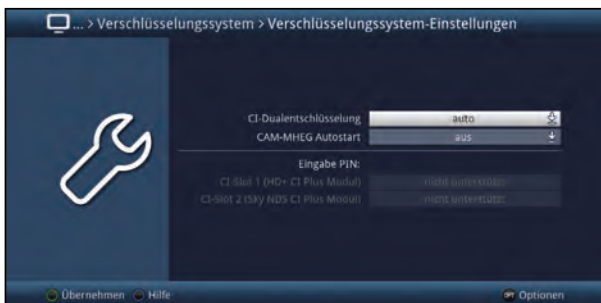 ... > Verschlüsselungssystem > Verschlüsselungssystem-Einstellungen
CI-Dualentschlüsselung auto
CAM-MHEG Autostart aus
Eingabe PIN:
CI-Slot 1 (HD+ CI Plus Modul) nicht unterstützt
CI-Slot 2 (Sky NDS CI Plus Modul) nicht unterstützt
Übernehmen Hilfe OPT Optionen